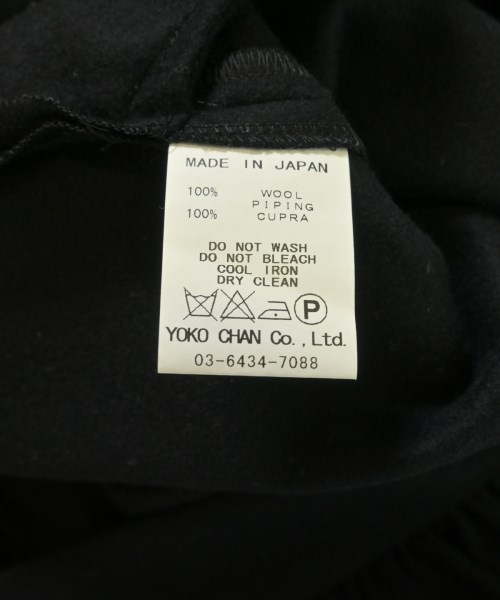 MADE IN JAPAN
100% WOOL
PIPING
100% CUPRA
DO NOT WASH
DO NOT BLEACH
COOL IRON
DRY CLEAN
P
YOKO CHAN Co.,Ltd.
03-6434-7088